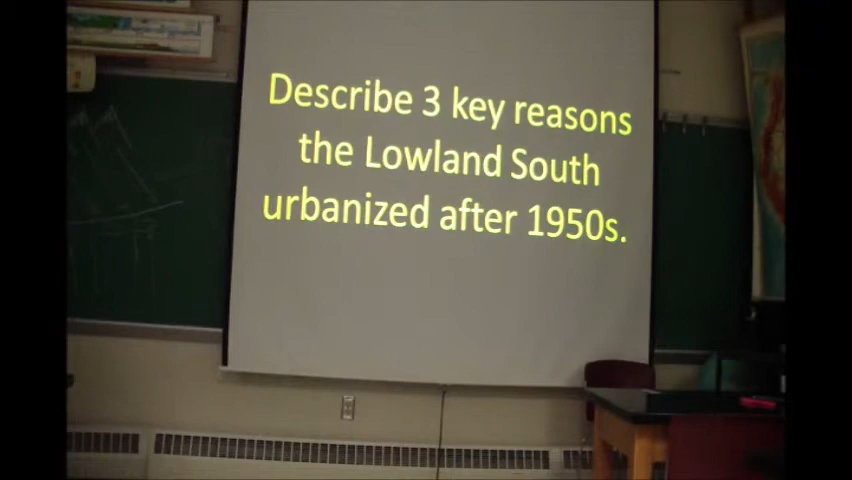 Describe 3 key reasons
the Lowland South
urbanized after 1950s.